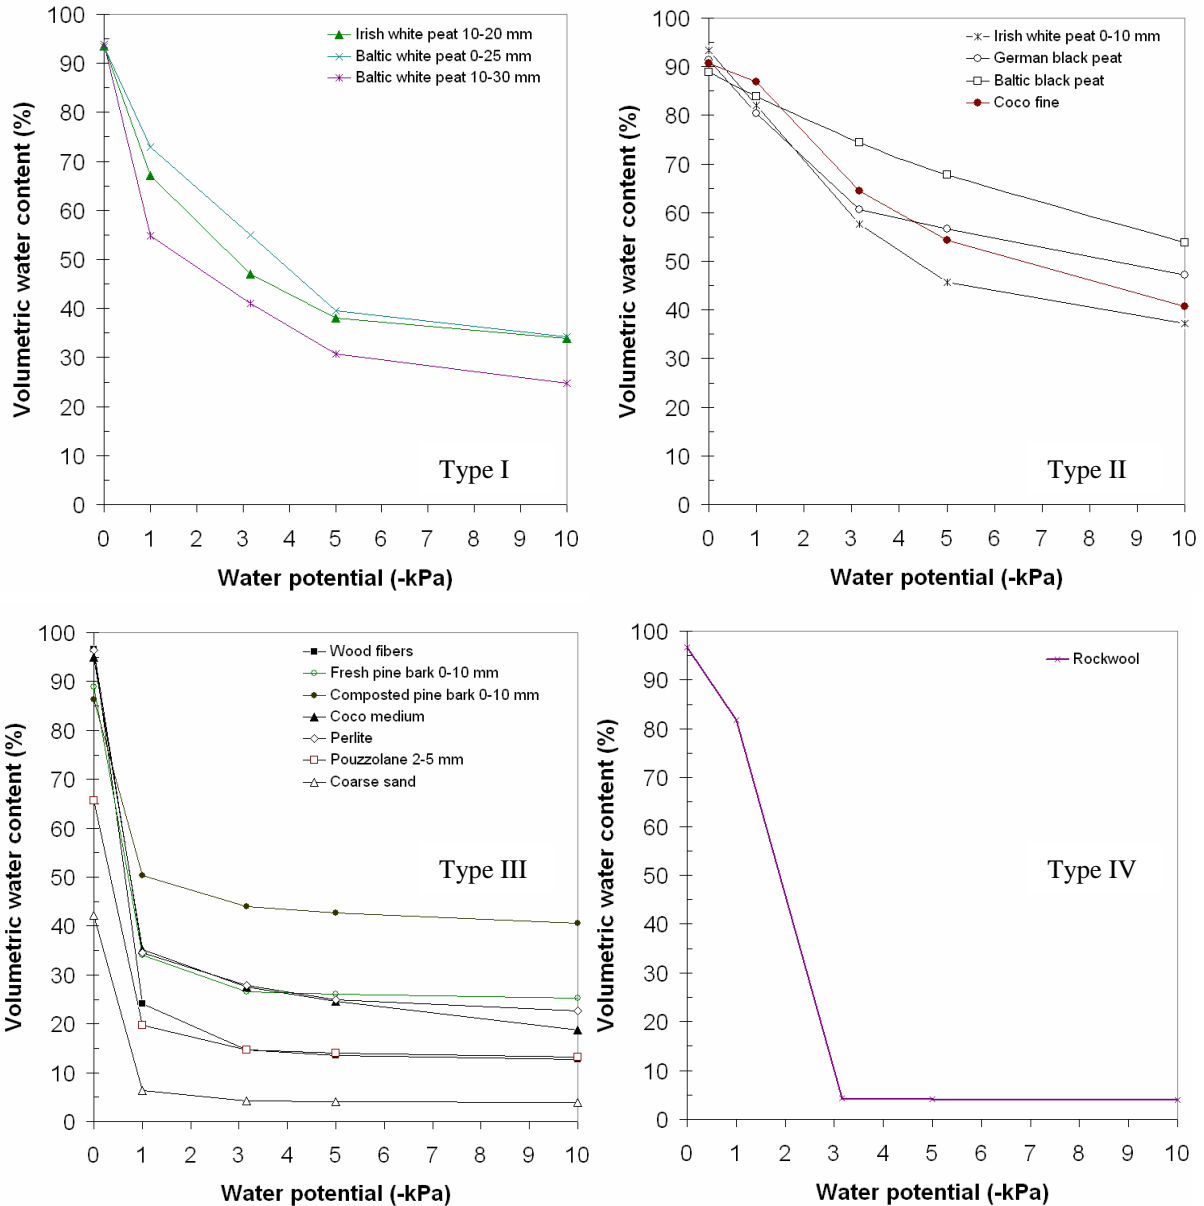 100
90
80
70
60
50
40
30
20
10
0
Volumetric water content (%)
Irish white peat 10-20 mm
Baltic white peat 0-25 mm
Baltic white peat 10-30 mm
Type I
0 1 2 3 4 5 6 7 8 9 10
Water potential (-kPa)
100
90
80
70
60
50
40
30
20
10
0
Volumetric water content (%)
Irish white peat 0-10 mm
German black peat
Baltic black peat
Coco fine
Type II
0 1 2 3 4 5 6 7 8 9 10
Water potential (-kPa)
100
90
80
70
60
50
40
30
20
10
0
Volumetric water content (%)
Wood fibers
Fresh pine bark 0-10 mm
Composted pine bark 0-10 mm
Coco medium
Perlite
Pouzzolane 2-5 mm
Coarse sand
Type III
0 1 2 3 4 5 6 7 8 9 10
Water potential (-kPa)
100
90
80
70
60
50
40
30
20
10
0
Volumetric water content (%)
Rockwool
Type IV
0 1 2 3 4 5 6 7 8 9 10
Water potential (-kPa)